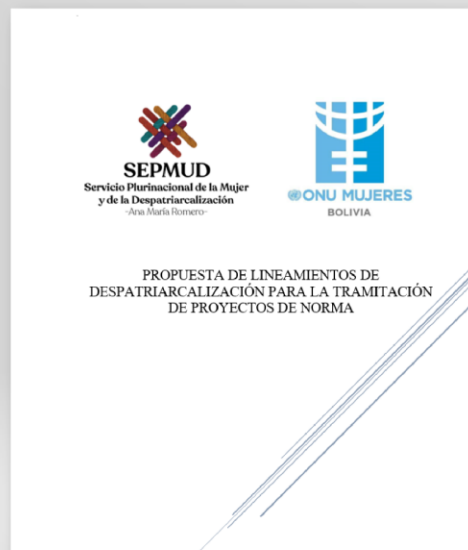 SEPMUD
Servicio Plurinacional de la Mujer
y de la Despatriarcalización
-Ana María Romero-
ONU MUJERES
BOLIVIA
PROPUESTA DE LINEAMIENTOS DE
DESPATRIARCALIZACIÓN PARA LA TRAMITACIÓN
DE PROYECTOS DE NORMA